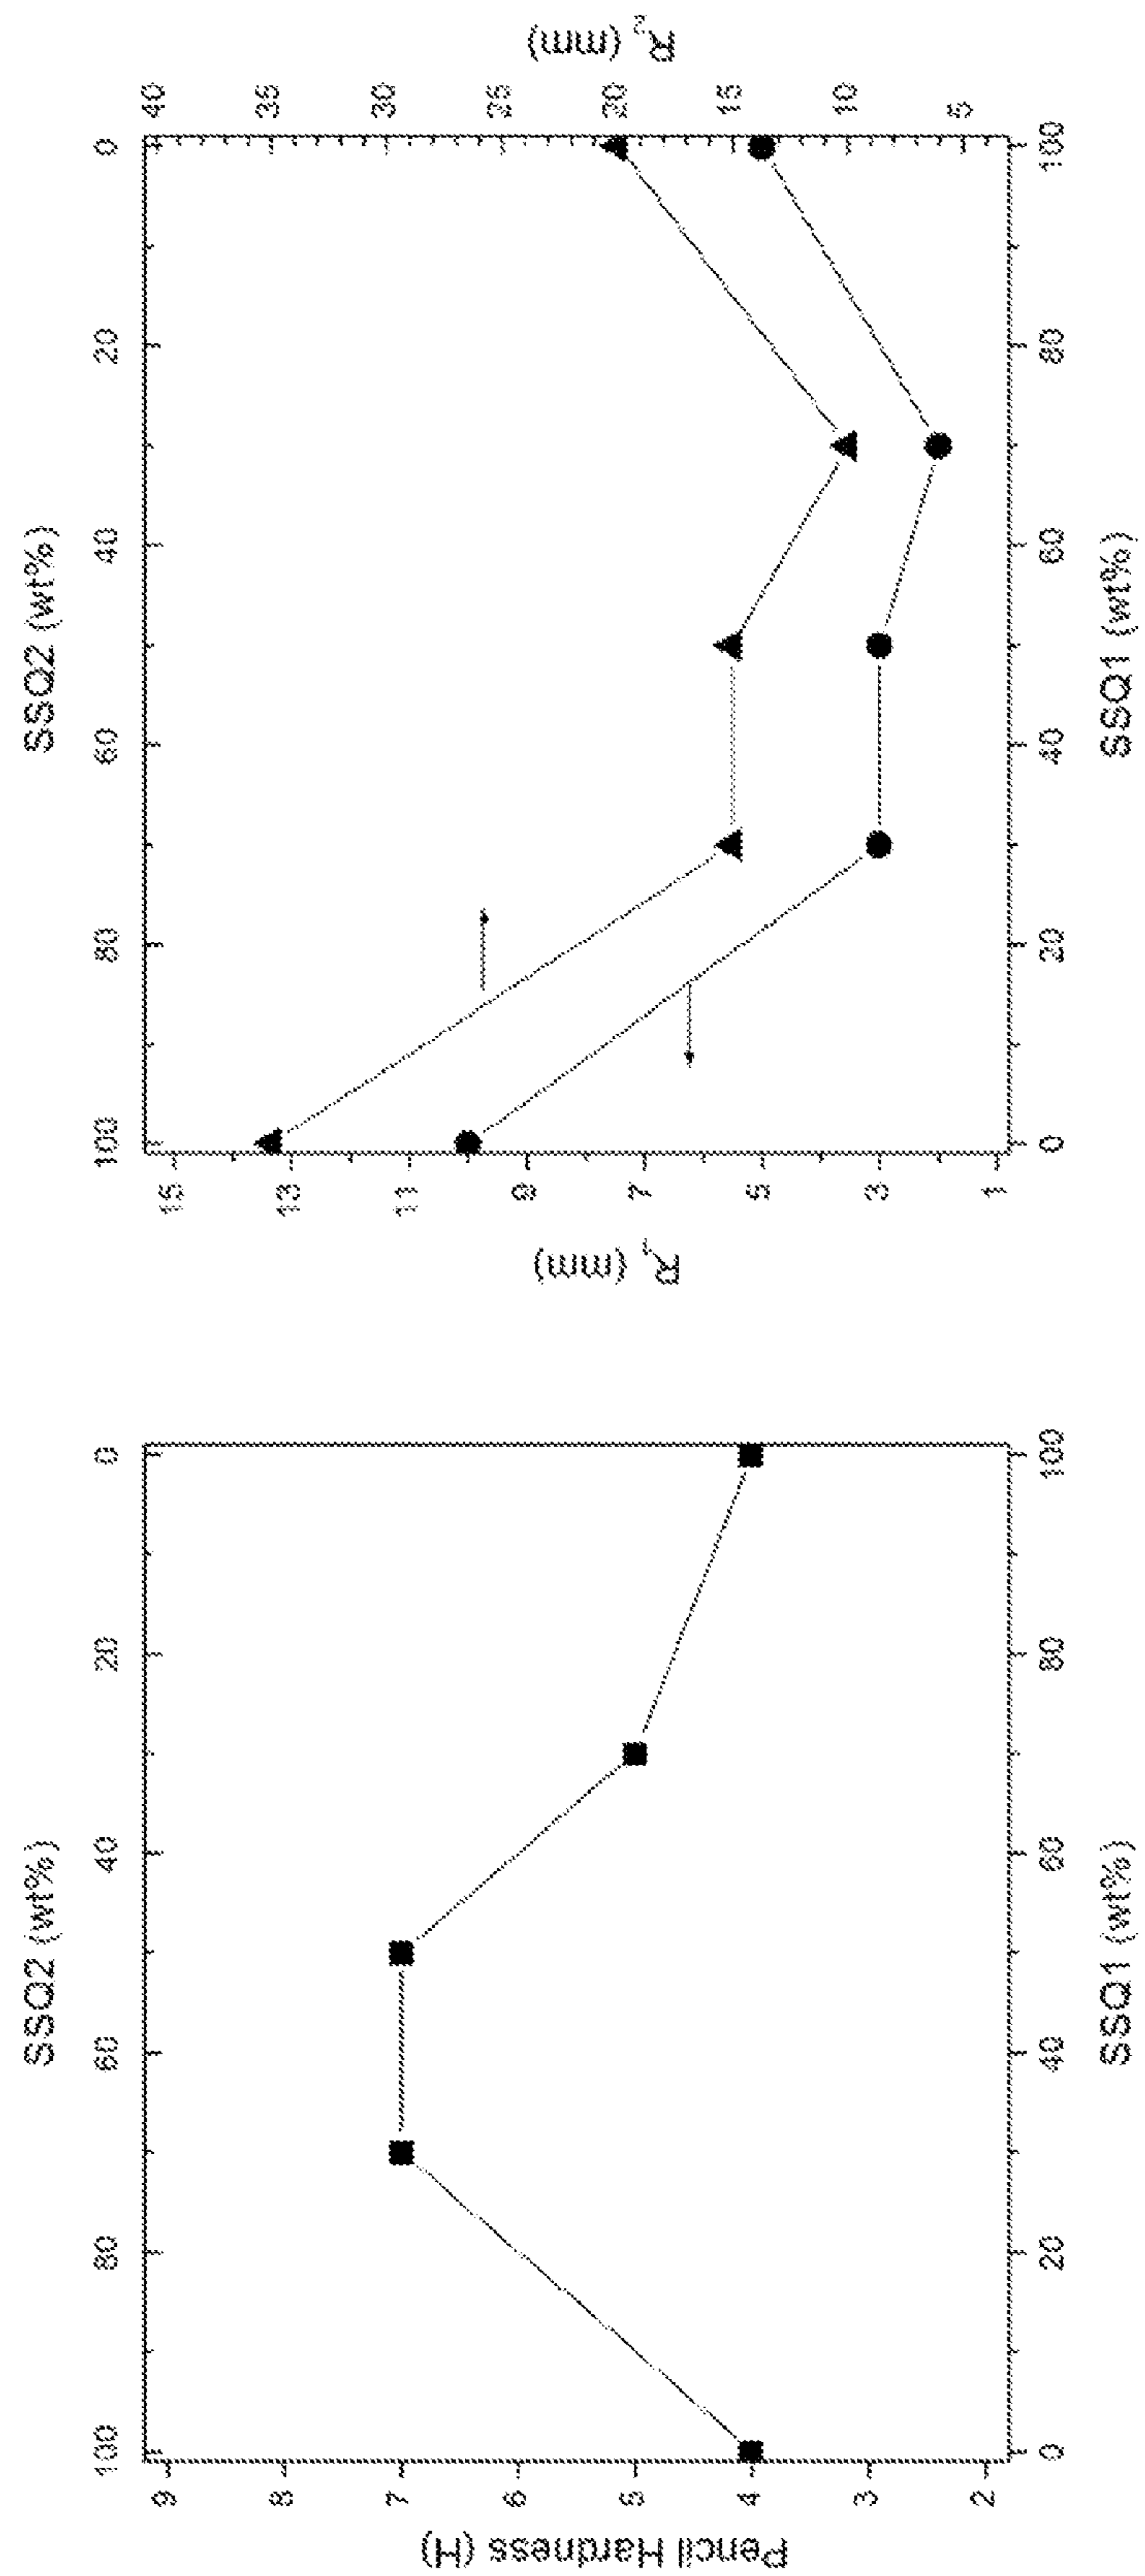 SSQ2 (wt%)
100 80 60 40 20 0
Pencil Hardness (H)
9
8
7
6
5
4
3
2
0 20 40 60 80 100
SSQ1 (wt%)
SSQ2 (wt%)
100 80 60 40 20 0
R₁ (mm)
15
13
11
9
7
5
3
1
40
35
30
25
20
15
10
5
R₂ (mm)
0 20 40 60 80 100
SSQ1 (wt%)